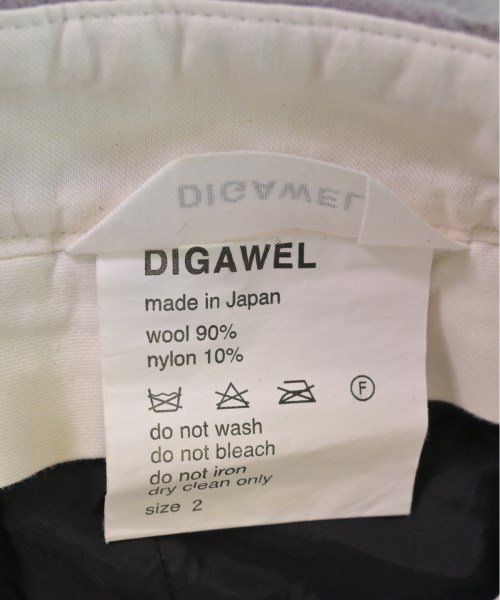 DIGAWEL
DIGAWEL
made in Japan
wool 90%
nylon 10%
F
do not wash
do not bleach
do not iron
dry clean only
size 2